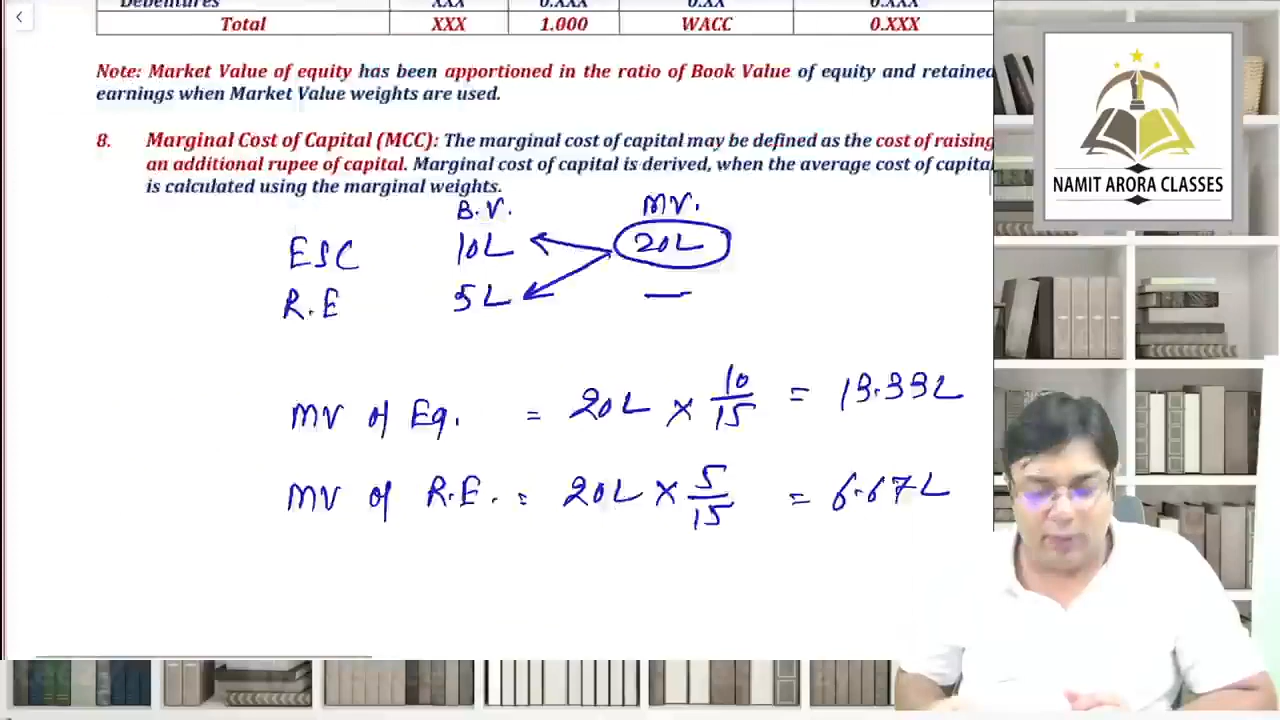 Debentures XXX 0.XXX 0.XX 0.XXX
Total XXX 1.000 WACC 0.XXX
Note: Market Value of equity has been apportioned in the ratio of Book Value of equity and retained
earnings when Market Value weights are used.
8. Marginal Cost of Capital (MCC): The marginal cost of capital may be defined as the cost of raising
an additional rupee of capital. Marginal cost of capital is derived, when the average cost of capital
is calculated using the marginal weights.
B.V. MV.
ESC 10L 20L
R.E 5L —
MV of Eq. = 20L × 10/15 = 13.33L
MV of R.E. = 20L × 5/15 = 6.67L
NAMIT ARORA CLASSES